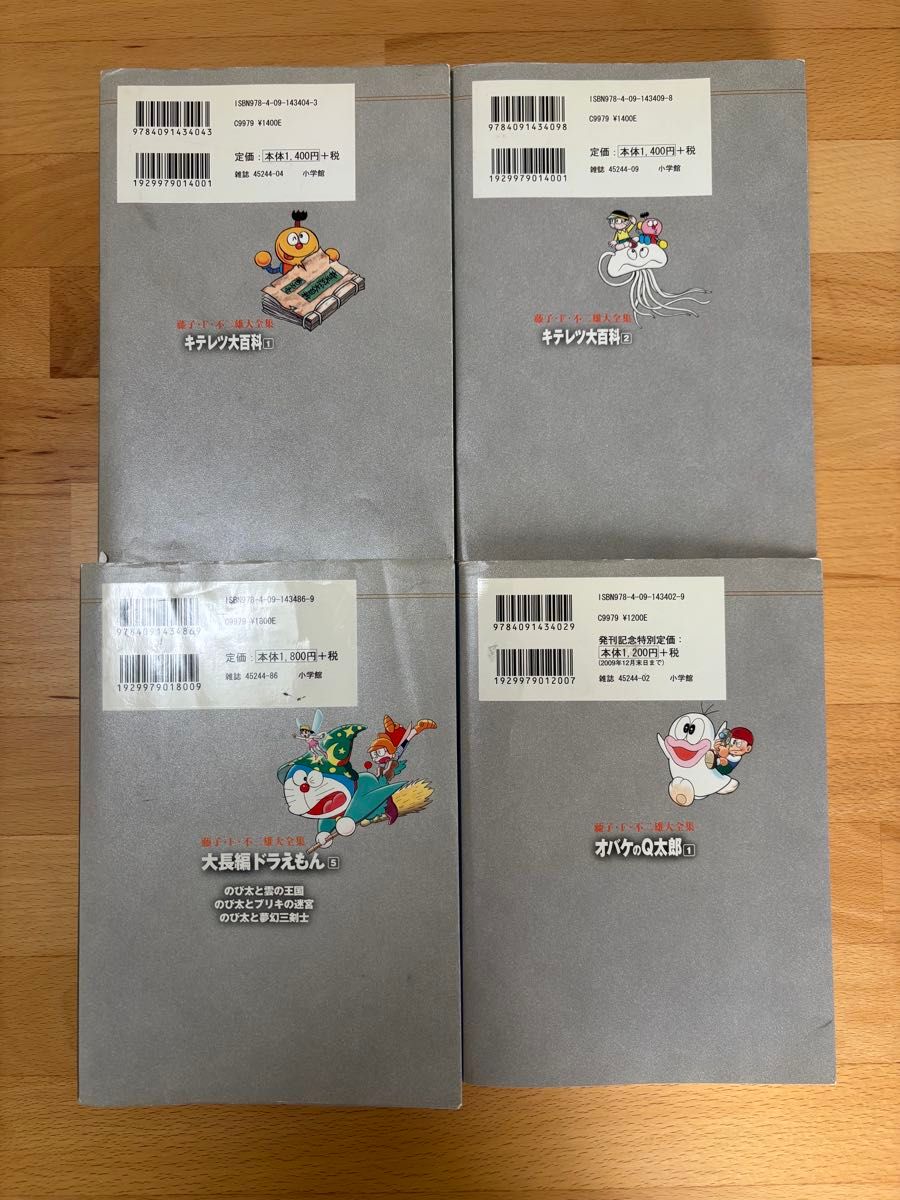 ISBN978-4-09-143404-3
C9979 ¥1400E
9784091434043
定価：本体1,400円+税
雑誌 45244-04 小学館
1929979014001
藤子・F・不二雄大全集
キテレツ大百科1
ISBN978-4-09-143409-8
C9979 ¥1400E
9784091434098
定価：本体1,400円+税
雑誌 45244-09 小学館
1929979014001
藤子・F・不二雄大全集
キテレツ大百科2
ISBN978-4-09-143486-9
C9979 ¥1800E
9784091434869
定価：本体1,800円+税
雑誌 45244-86 小学館
1929979018009
藤子・F・不二雄大全集
大長編ドラえもん5
のび太と雲の王国
のび太とブリキの迷宮
のび太と夢幻三剣士
ISBN978-4-09-143402-9
C9979 ¥1200E
9784091434029
発刊記念特別定価：
本体1,200円+税
(2009年12月末日まで)
雑誌 45244-02 小学館
1929979012007
藤子・F・不二雄大全集
オバケのQ太郎1